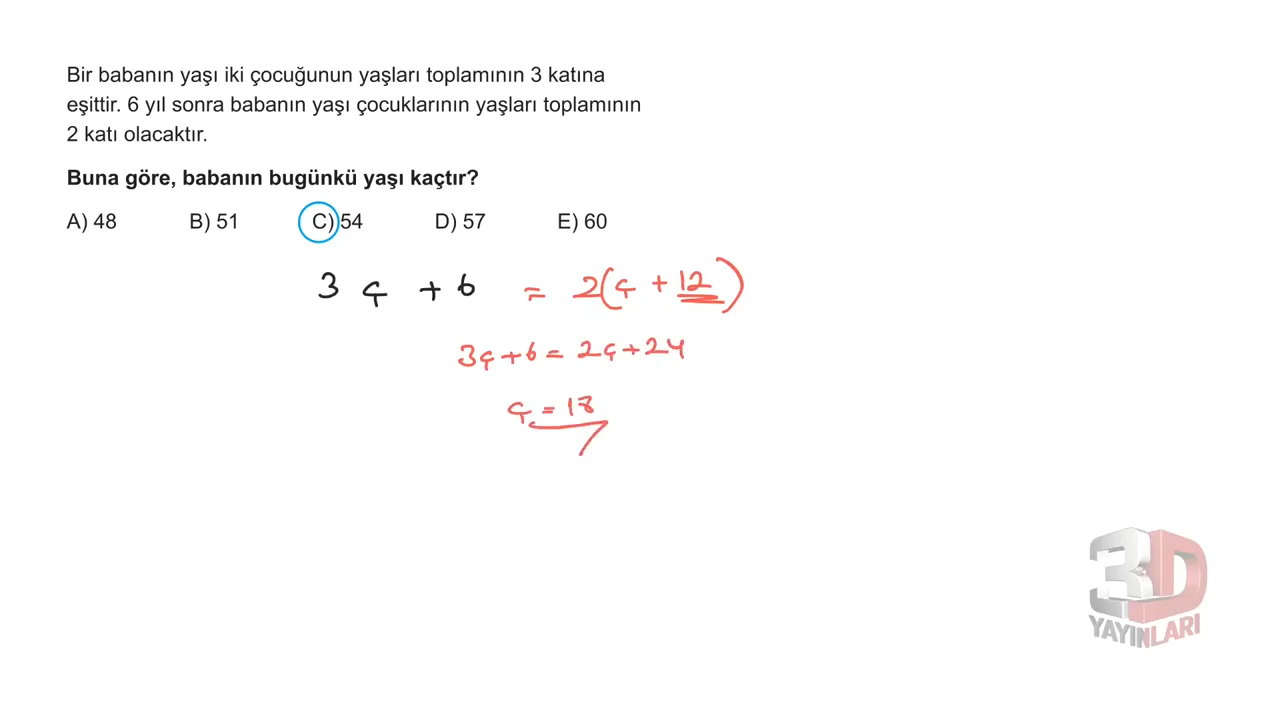 Bir babanın yaşı iki çocuğunun yaşları toplamının 3 katına
eşittir. 6 yıl sonra babanın yaşı çocuklarının yaşları toplamının
2 katı olacaktır.
Buna göre, babanın bugünkü yaşı kaçtır?
A) 48 B) 51 C) 54 D) 57 E) 60
3 ç + 6 = 2(ç + 12)
3ç+6 = 2ç+24
ç = 18
3D
YAYINLARI